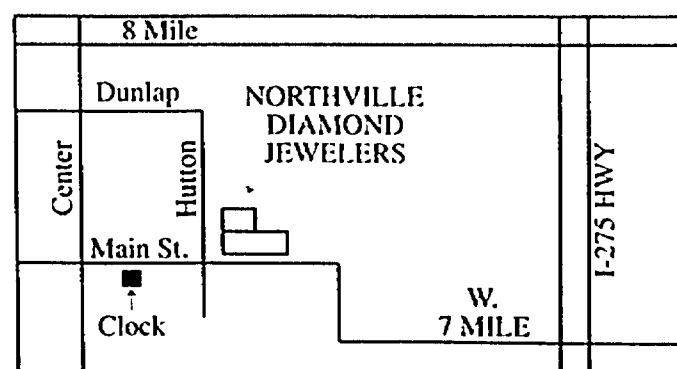 8 Mile
Dunlap
NORTHVILLE
DIAMOND
JEWELERS
Center
Hutton
I-275 HWY
Main St.
Clock
W.
7 MILE